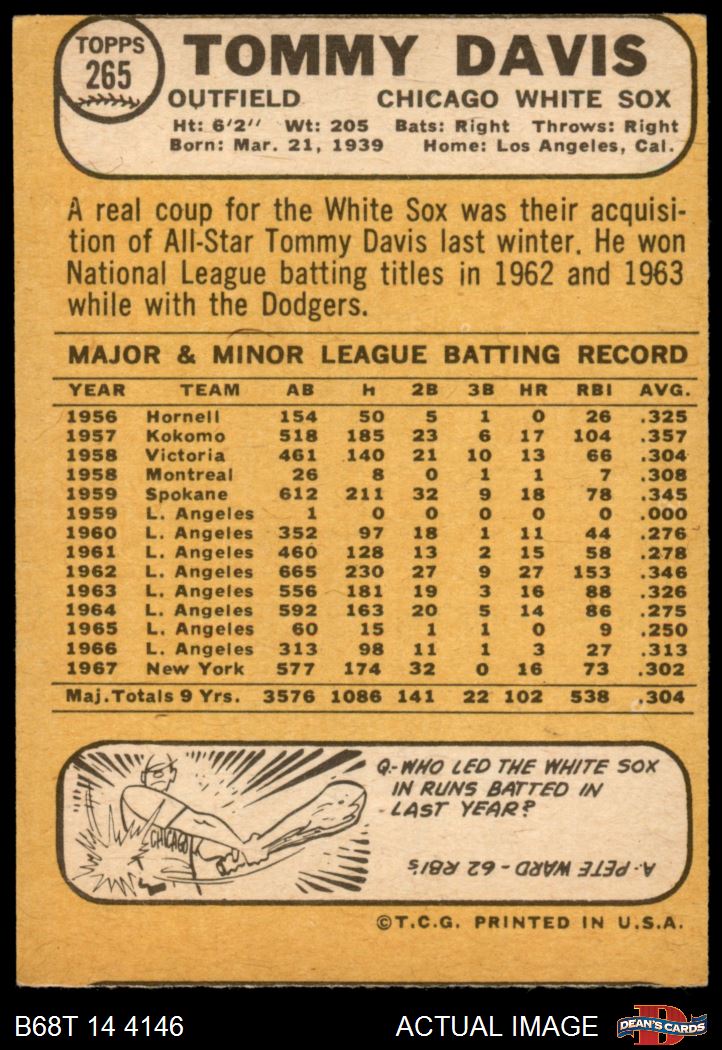 TOPPS
265
TOMMY DAVIS
OUTFIELD CHICAGO WHITE SOX
Ht: 6'2'' Wt: 205 Bats: Right Throws: Right
Born: Mar. 21, 1939 Home: Los Angeles, Cal.
A real coup for the White Sox was their acquisi-
tion of All-Star Tommy Davis last winter. He won
National League batting titles in 1962 and 1963
while with the Dodgers.
MAJOR & MINOR LEAGUE BATTING RECORD
YEAR TEAM AB h 2B 3B HR RBI AVG.
1956 Hornell 154 50 5 1 0 26 .325
1957 Kokomo 518 185 23 6 17 104 .357
1958 Victoria 461 140 21 10 13 66 .304
1958 Montreal 26 8 0 1 1 7 .308
1959 Spokane 612 211 32 9 18 78 .345
1959 L. Angeles 1 0 0 0 0 0 .000
1960 L. Angeles 352 97 18 1 11 44 .276
1961 L. Angeles 460 128 13 2 15 58 .278
1962 L. Angeles 665 230 27 9 27 153 .346
1963 L. Angeles 556 181 19 3 16 88 .326
1964 L. Angeles 592 163 20 5 14 86 .275
1965 L. Angeles 60 15 1 1 0 9 .250
1966 L. Angeles 313 98 11 1 3 27 .313
1967 New York 577 174 32 0 16 73 .302
Maj.Totals 9 Yrs. 3576 1086 141 22 102 538 .304
CHICAGO
Q.-WHO LED THE WHITE SOX
IN RUNS BATTED IN
LAST YEAR?
A.-PETE WARD-62 RBI's
©T.C.G. PRINTED IN U.S.A.
B68T 14 4146 ACTUAL IMAGE
D
DEAN'S CARDS